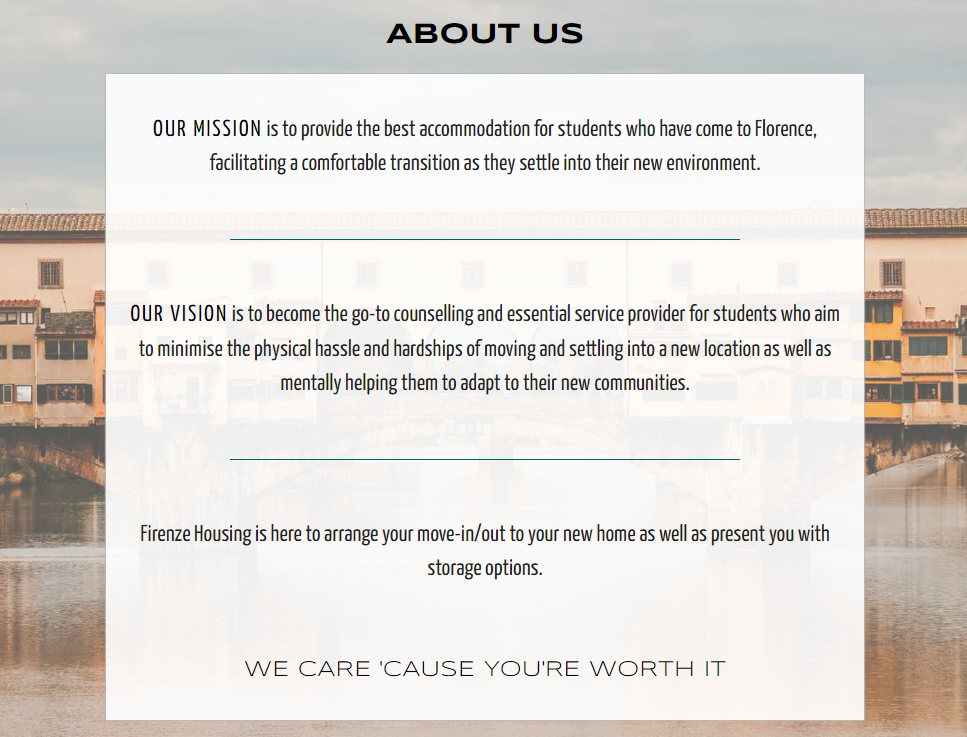 ABOUT US
OUR MISSION is to provide the best accommodation for students who have come to Florence,
facilitating a comfortable transition as they settle into their new environment.
OUR VISION is to become the go-to counselling and essential service provider for students who aim
to minimise the physical hassle and hardships of moving and settling into a new location as well as
mentally helping them to adapt to their new communities.
Firenze Housing is here to arrange your move-in/out to your new home as well as present you with
storage options.
WE CARE 'CAUSE YOU'RE WORTH IT